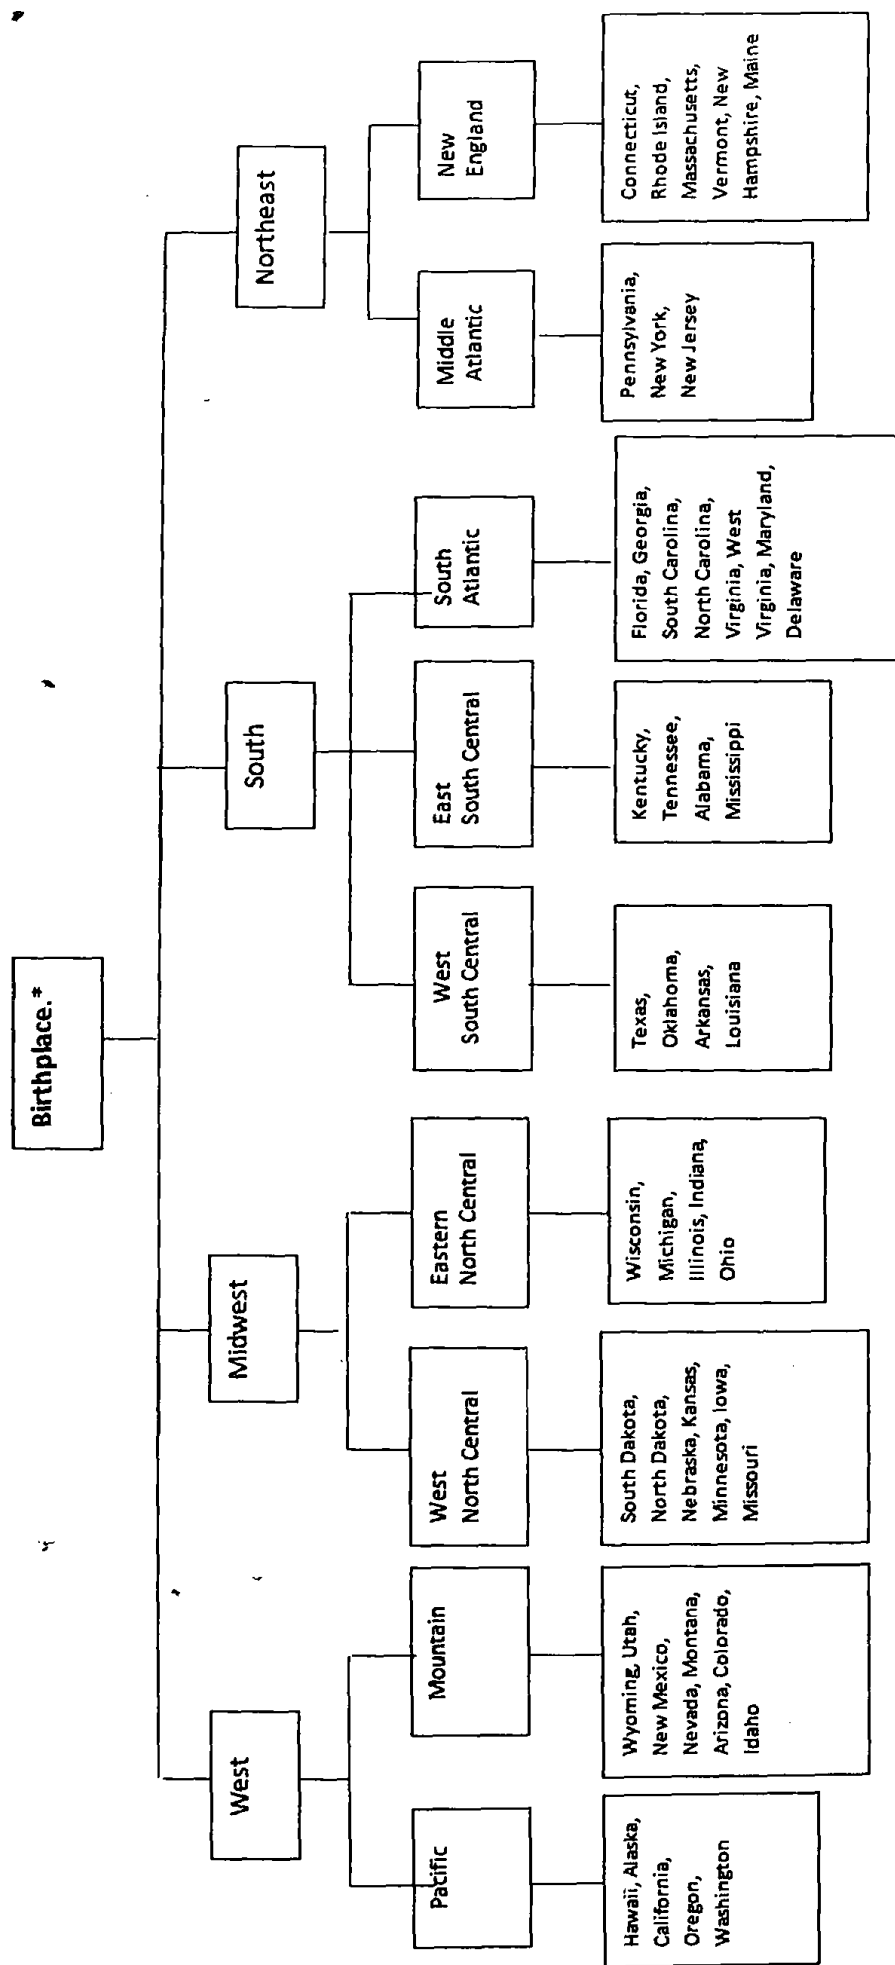 Birthplace.*
West
Midwest
South
Northeast
Pacific
Mountain
West
North Central
Eastern
North Central
West
South Central
East
South Central
South
Atlantic
Middle
Atlantic
New
England
Hawaii, Alaska,
California,
Oregon,
Washington
Wyoming, Utah,
New Mexico,
Nevada, Montana,
Arizona, Colorado,
Idaho
South Dakota,
North Dakota,
Nebraska, Kansas,
Minnesota, Iowa,
Missouri
Wisconsin,
Michigan,
Illinois, Indiana,
Ohio
Texas,
Oklahoma,
Arkansas,
Louisiana
Kentucky,
Tennessee,
Alabama,
Mississippi
Florida, Georgia,
South Carolina,
North Carolina,
Virginia, West
Virginia, Maryland,
Delaware
Pennsylvania,
New York,
New Jersey
Connecticut,
Rhode Island,
Massachusetts,
Vermont, New
Hampshire, Maine